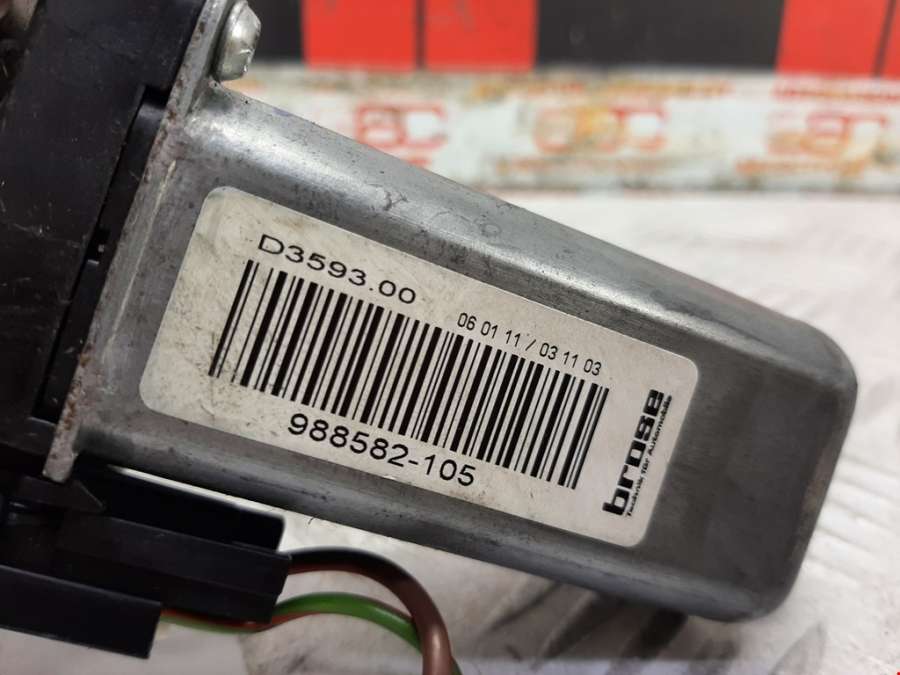 D3593.00
06 01 11 / 03 11 03
988582-105
brose
Technik für Automobile